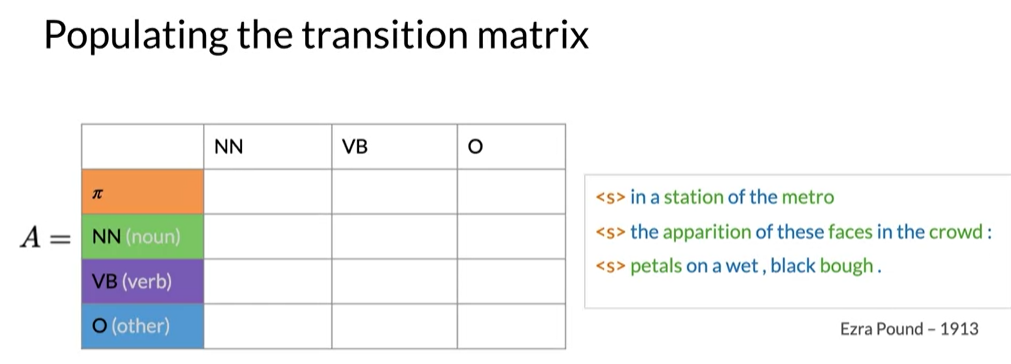 Populating the transition matrix
NN VB O
π
A = NN (noun)
VB (verb)
O (other)
<s> in a station of the metro
<s> the apparition of these faces in the crowd :
<s> petals on a wet , black bough .
Ezra Pound – 1913